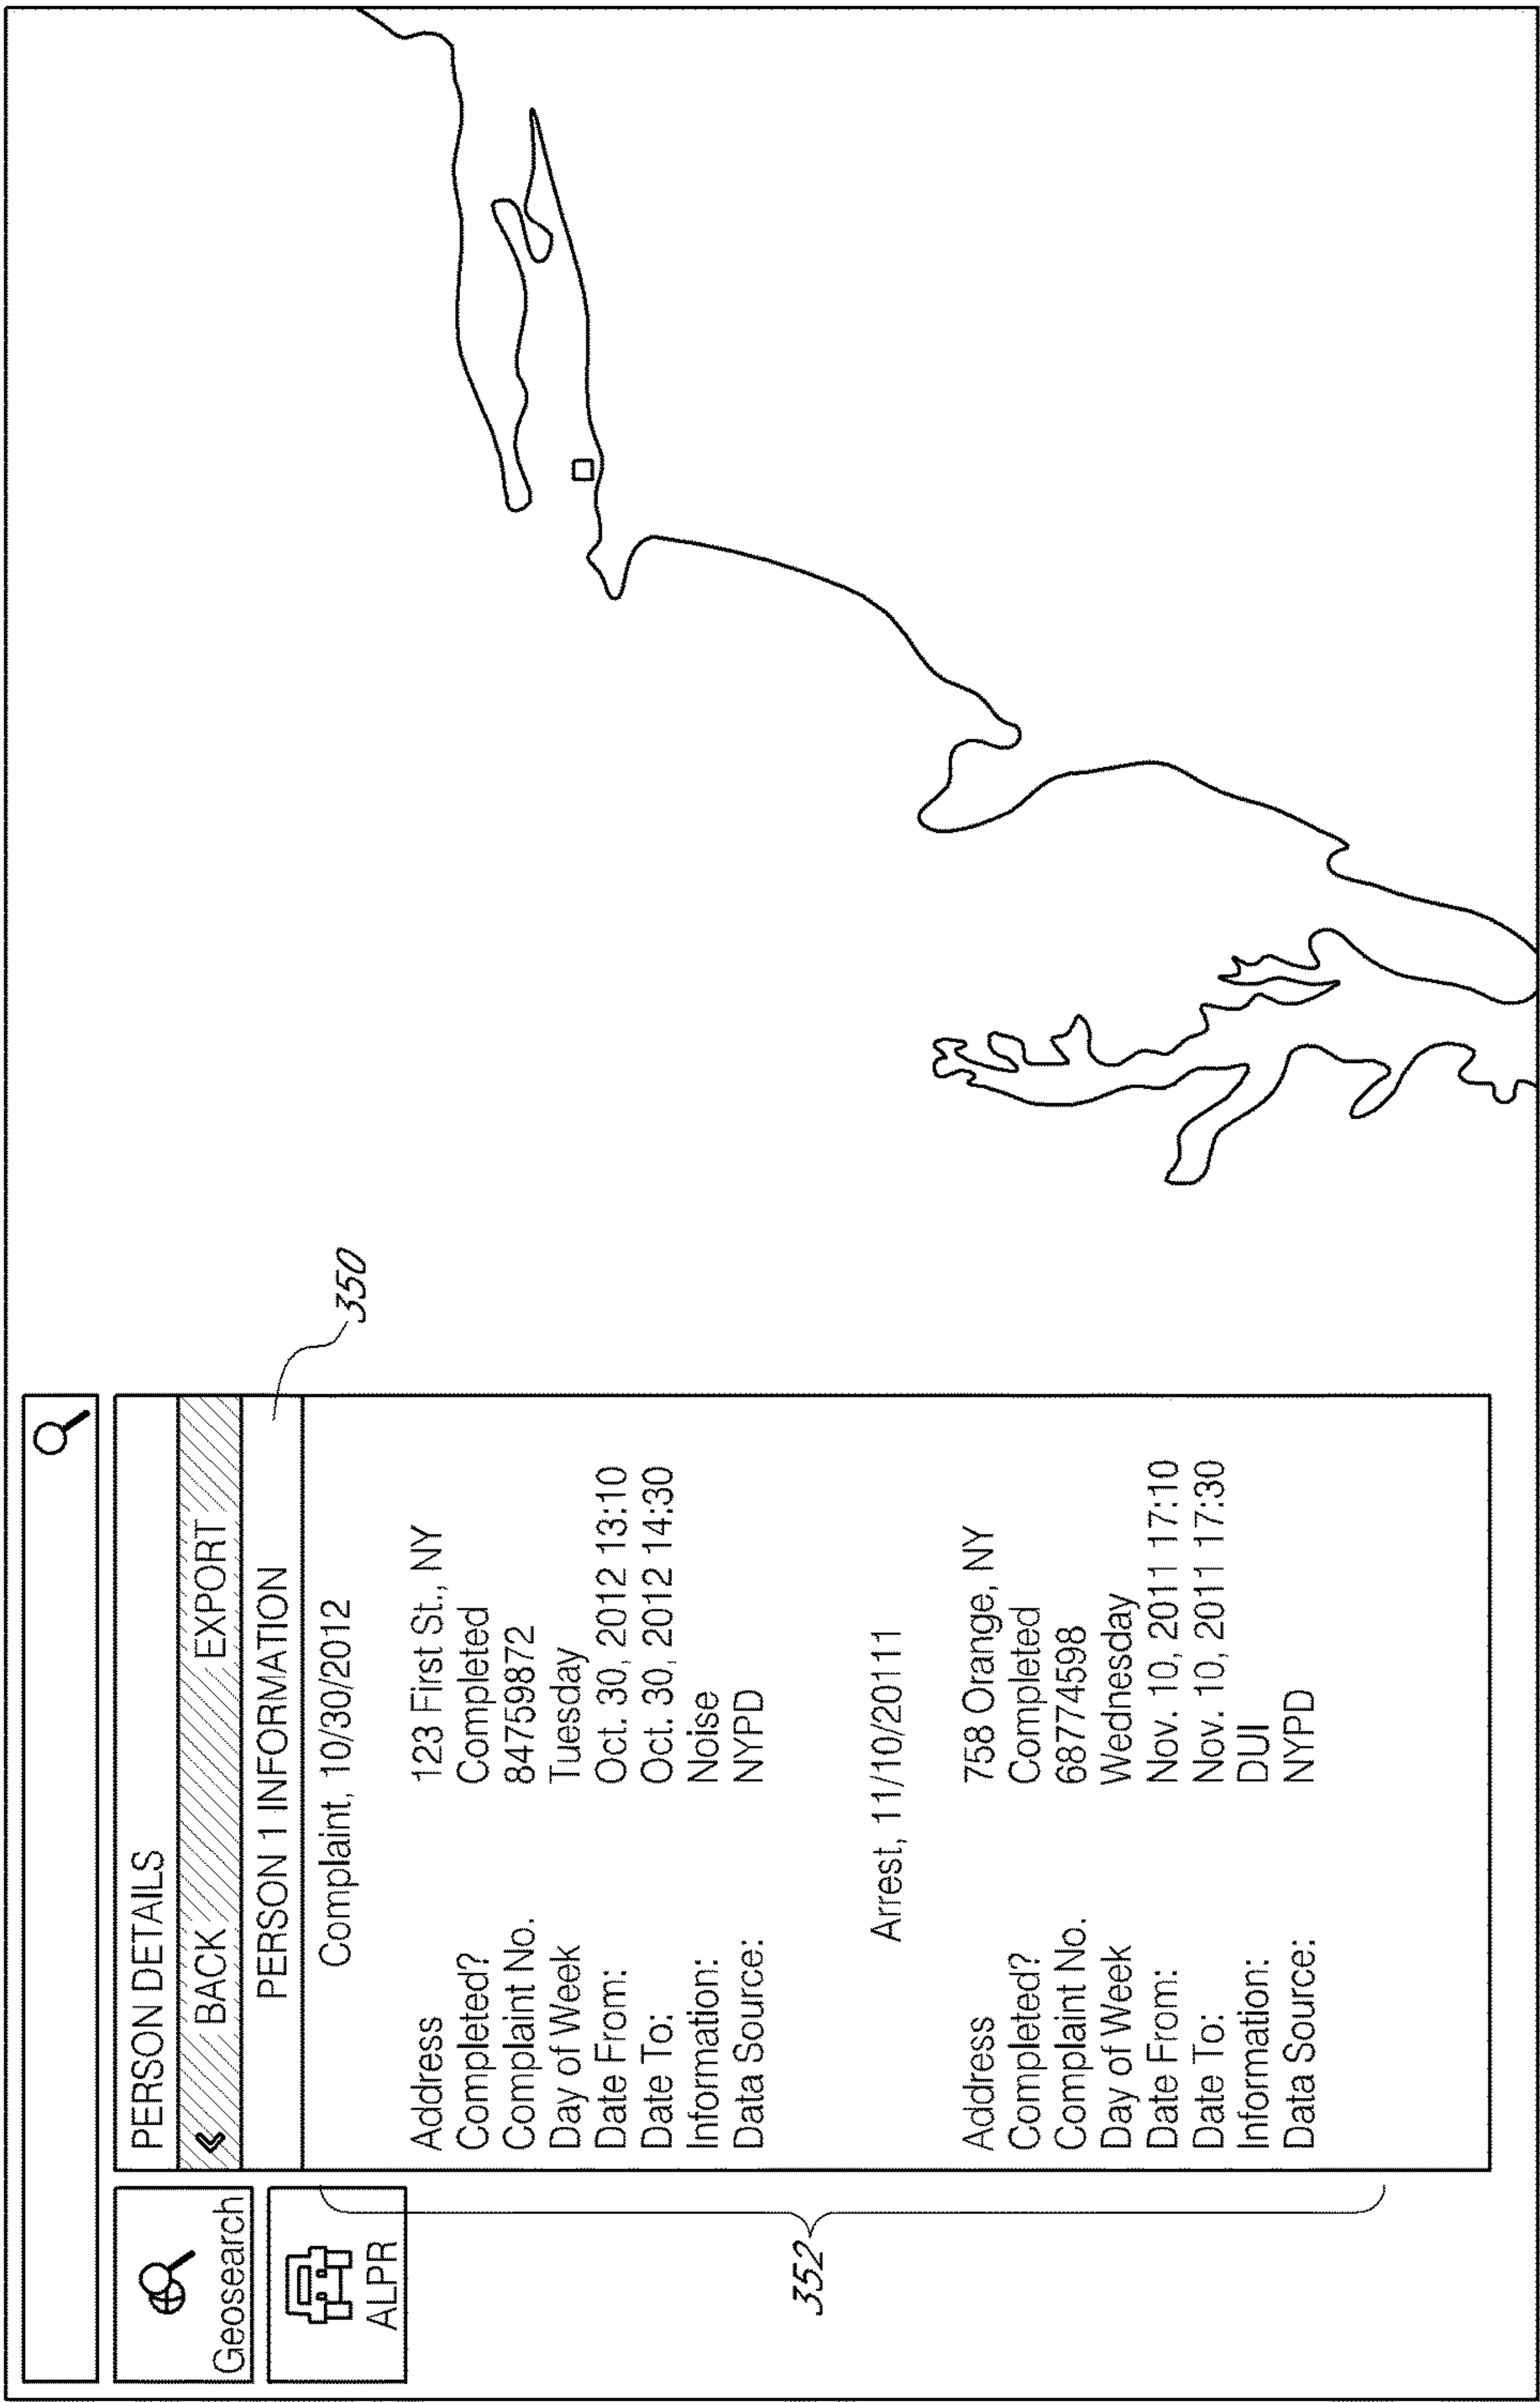 Geosearch
ALPR
PERSON DETAILS
« BACK EXPORT
PERSON 1 INFORMATION
350
352
Complaint, 10/30/2012
Address 123 First St., NY
Completed? Completed
Complaint No. 84759872
Day of Week Tuesday
Date From: Oct. 30, 2012 13:10
Date To: Oct. 30, 2012 14:30
Information: Noise
Data Source: NYPD
Arrest, 11/10/20111
Address 758 Orange, NY
Completed? Completed
Complaint No. 68774598
Day of Week Wednesday
Date From: Nov. 10, 2011 17:10
Date To: Nov. 10, 2011 17:30
Information: DUI
Data Source: NYPD